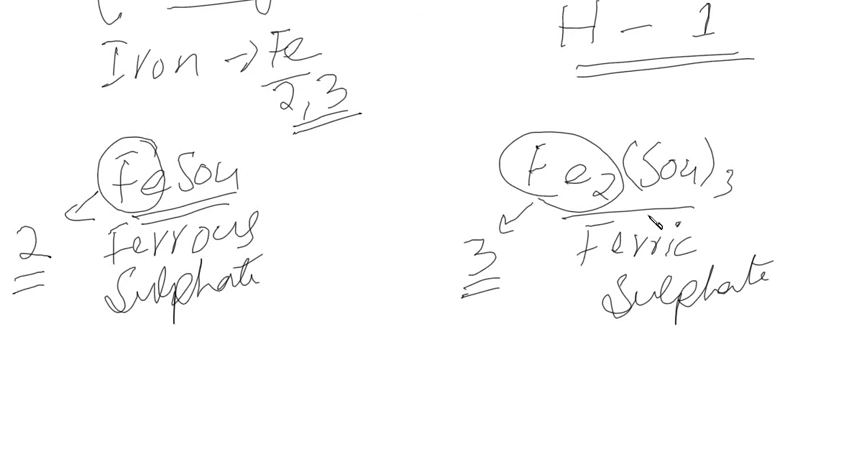 H - 1
Iron → Fe
2, 3
FeSO4
Fe2(SO4)3
2
Ferrous
Sulphate
3
Ferric
Sulphate